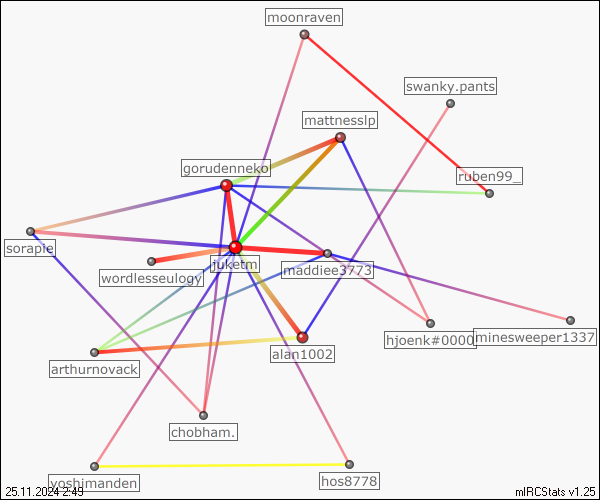 moonraven
swanky.pants
mattnesslp
gorudenneko
ruben99_
sorapie
juketm
maddiee3773
wordlesseulogy
hjoenk#0000
minesweeper1337
alan1002
arthurnovack
chobham.
yoshimanden
hos8778
25.11.2024 2:49
mIRCStats v1.25